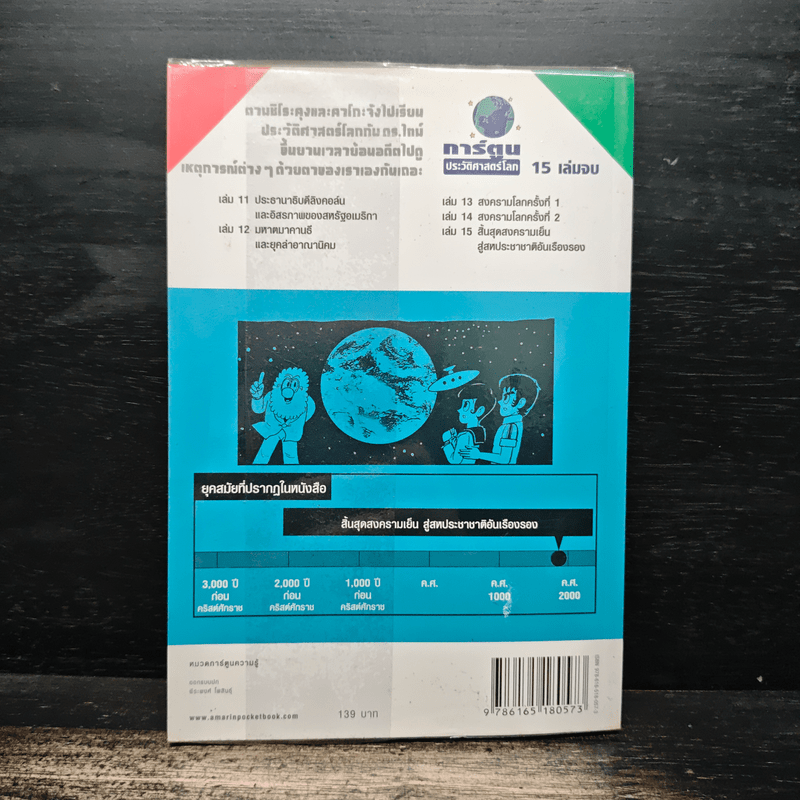 ตามฮิโระคุงและคาโกะจังไปเรียน
ประวัติศาสตร์โลกกับ ดร.ไทม์
ขึ้นยานเวลาย้อนอดีตไปดู
เหตุการณ์ต่าง ๆ ด้วยตาของเราเองกันเถอะ
การ์ตูน
ประวัติศาสตร์โลก 15 เล่มจบ
เล่ม 11 ประธานาธิบดีลิงคอล์น
และอิสรภาพของสหรัฐอเมริกา
เล่ม 12 มหาตมาคานธี
และยุคล่าอาณานิคม
เล่ม 13 สงครามโลกครั้งที่ 1
เล่ม 14 สงครามโลกครั้งที่ 2
เล่ม 15 สิ้นสุดสงครามเย็น
สู่สหประชาชาติอันเรืองรอง
ยุคสมัยที่ปรากฏในหนังสือ
สิ้นสุดสงครามเย็น สู่สหประชาชาติอันเรืองรอง
3,000 ปี
ก่อน
คริสต์ศักราช
2,000 ปี
ก่อน
คริสต์ศักราช
1,000 ปี
ก่อน
คริสต์ศักราช
ค.ศ.
ค.ศ.
1000
ค.ศ.
2000
หมวดการ์ตูนความรู้
ออกแบบปก
www.amarinpocketbook.com
139 บาท
9 786165 180573